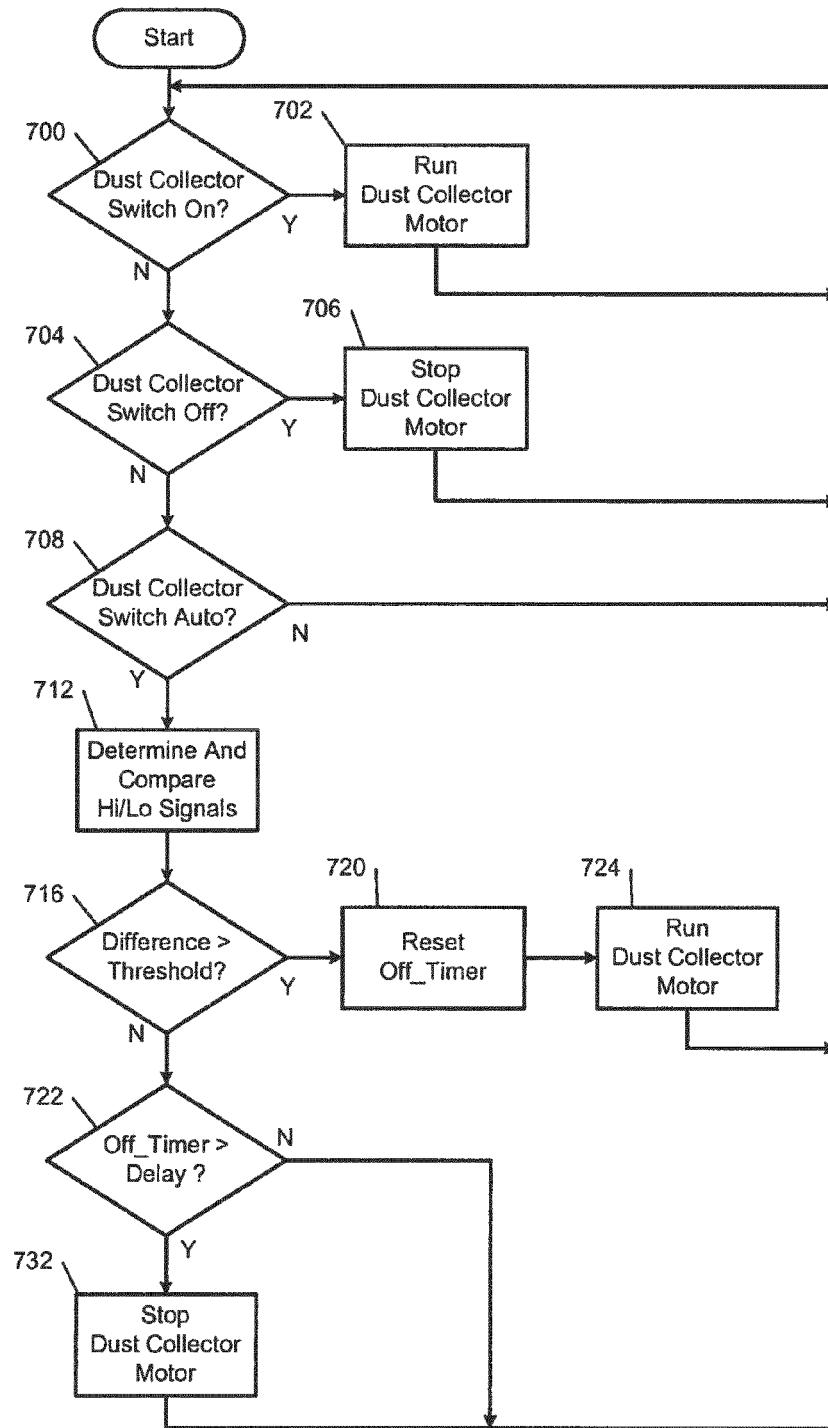 Start
700
Dust Collector
Switch On?
Y
N
702
Run
Dust Collector
Motor
704
Dust Collector
Switch Off?
Y
N
706
Stop
Dust Collector
Motor
708
Dust Collector
Switch Auto?
N
Y
712
Determine And
Compare
Hi/Lo Signals
716
Difference >
Threshold?
Y
N
720
Reset
Off_Timer
724
Run
Dust Collector
Motor
722
Off_Timer >
Delay ?
N
Y
732
Stop
Dust Collector
Motor